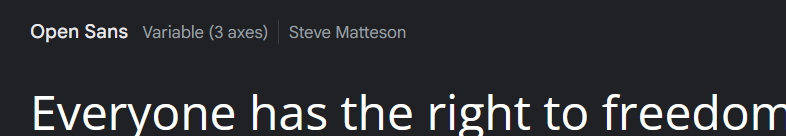 Open Sans Variable (3 axes) Steve Matteson
Everyone has the right to freedom